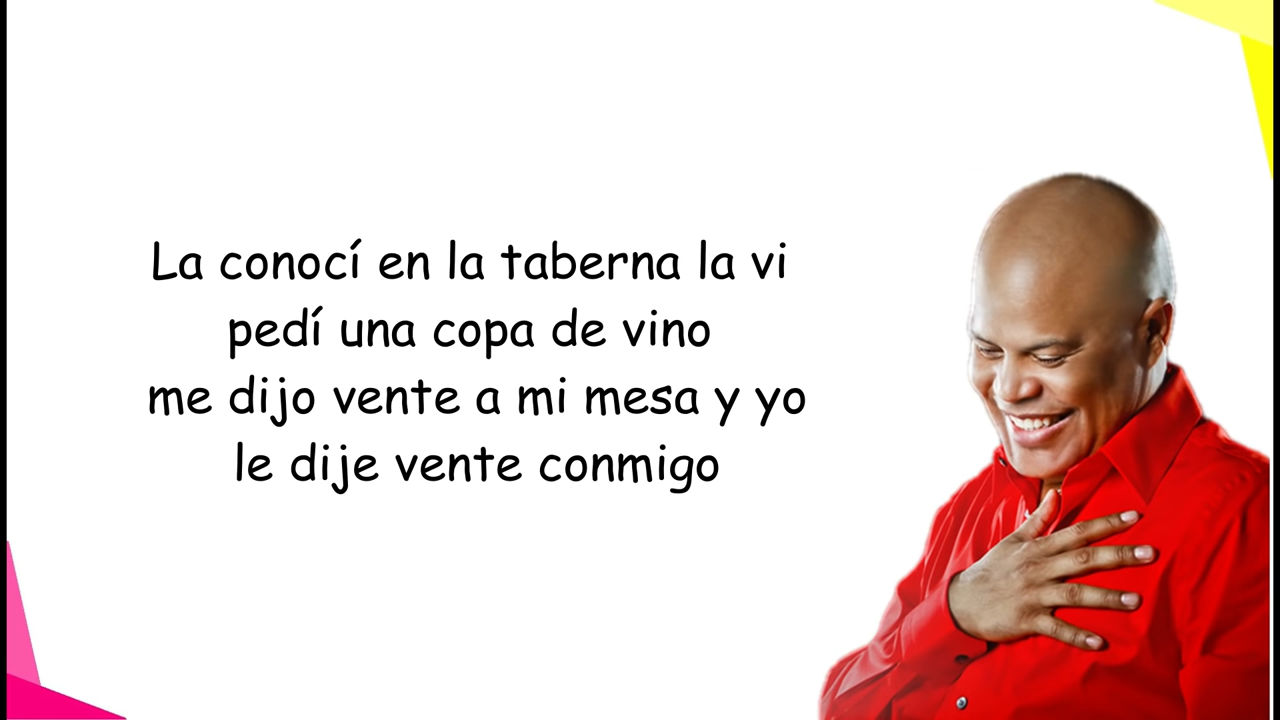 La conocí en la taberna la vi
pedí una copa de vino
me dijo vente a mi mesa y yo
le dije vente conmigo